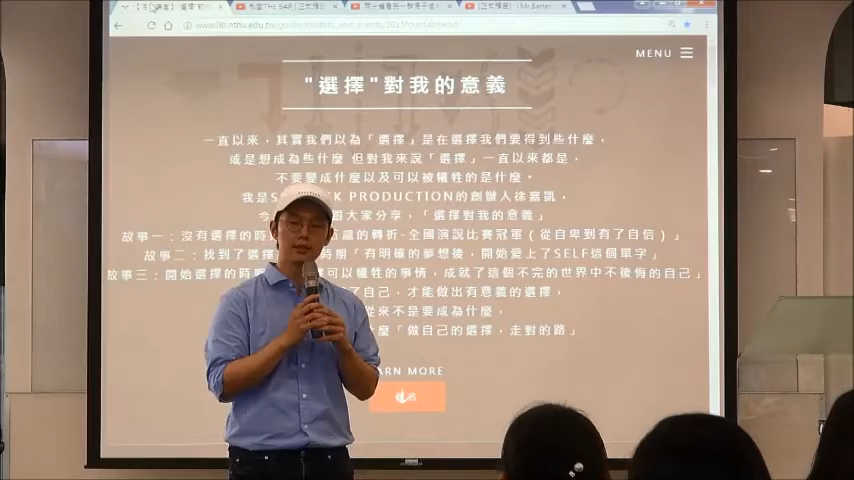 www.lib.nthu.edu.tw
MENU
"選擇"對我的意義
一直以來，其實我們以為「選擇」是在選擇我們要得到些什麼，
或是想成為些什麼，但對我來說「選擇」一直以來都是，
不要變成什麼以及可以被犧牲的是什麼。
我是 PRODUCTION的創辦人徐嘉凱，
跟大家分享，「選擇對我的意義」
故事一：沒有選擇的時 的轉折-全國演說比賽冠軍（從自卑到有了自信）』
故事二：找到了選擇 時期「有明確的夢想後，開始愛上了SELF這個單字』
故事三：開始選擇的時 可以犧牲的事情，成就了這個不完的世界中不後悔的自己』
了自己，才能做出有意義的選擇，
從來不是要成為什麼，
什麼「做自己的選擇，走對的路」
LEARN MORE